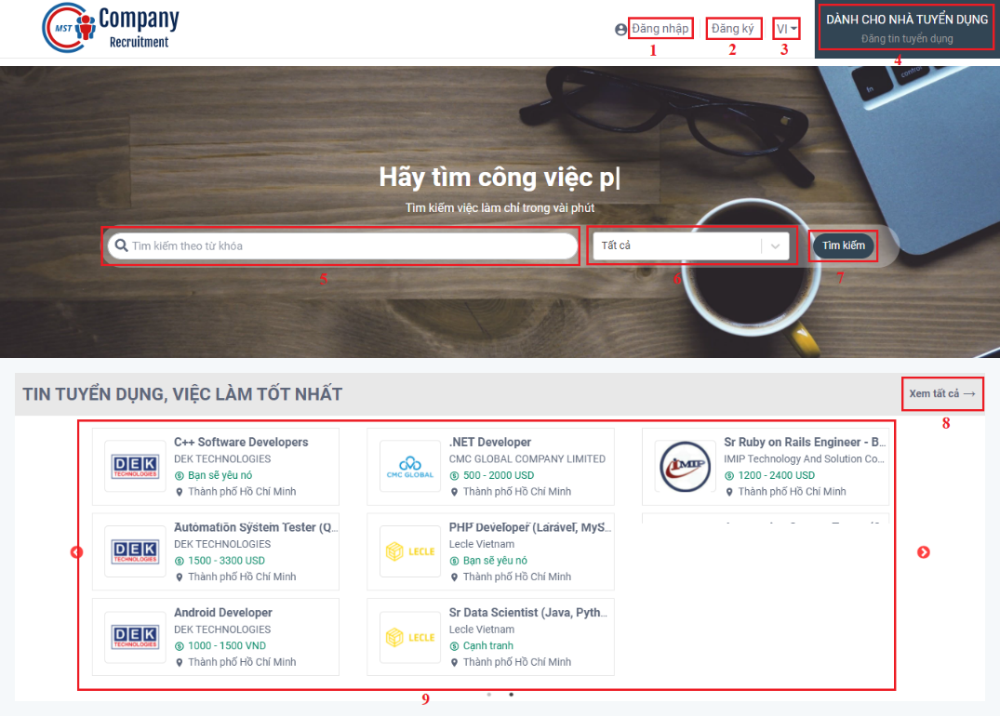 MST
Company
Recruitment
Đăng nhập
Đăng ký
VI
DÀNH CHO NHÀ TUYỂN DỤNG
Đăng tin tuyển dụng
1
2
3
4
fn
control
Hãy tìm công việc p|
Tìm kiếm việc làm chỉ trong vài phút
Tìm kiếm theo từ khóa
Tất cả
Tìm kiếm
5
6
7
TIN TUYỂN DỤNG, VIỆC LÀM TỐT NHẤT
Xem tất cả →
8
DEK
TECHNOLOGIES
C++ Software Developers
DEK TECHNOLOGIES
Bạn sẽ yêu nó
Thành phố Hồ Chí Minh
CMC GLOBAL
.NET Developer
CMC GLOBAL COMPANY LIMITED
500 - 2000 USD
Thành phố Hồ Chí Minh
IMIP
Sr Ruby on Rails Engineer - B...
IMIP Technology And Solution Co...
1200 - 2400 USD
Thành phố Hồ Chí Minh
DEK
TECHNOLOGIES
Automation System Tester (Q...
DEK TECHNOLOGIES
1500 - 3300 USD
Thành phố Hồ Chí Minh
LECLE
PHP Developer (Laravel, MyS...
Lecle Vietnam
Bạn sẽ yêu nó
Thành phố Hồ Chí Minh
DEK
TECHNOLOGIES
Android Developer
DEK TECHNOLOGIES
1000 - 1500 VND
Thành phố Hồ Chí Minh
LECLE
Sr Data Scientist (Java, Pyth...
Lecle Vietnam
Cạnh tranh
Thành phố Hồ Chí Minh
9